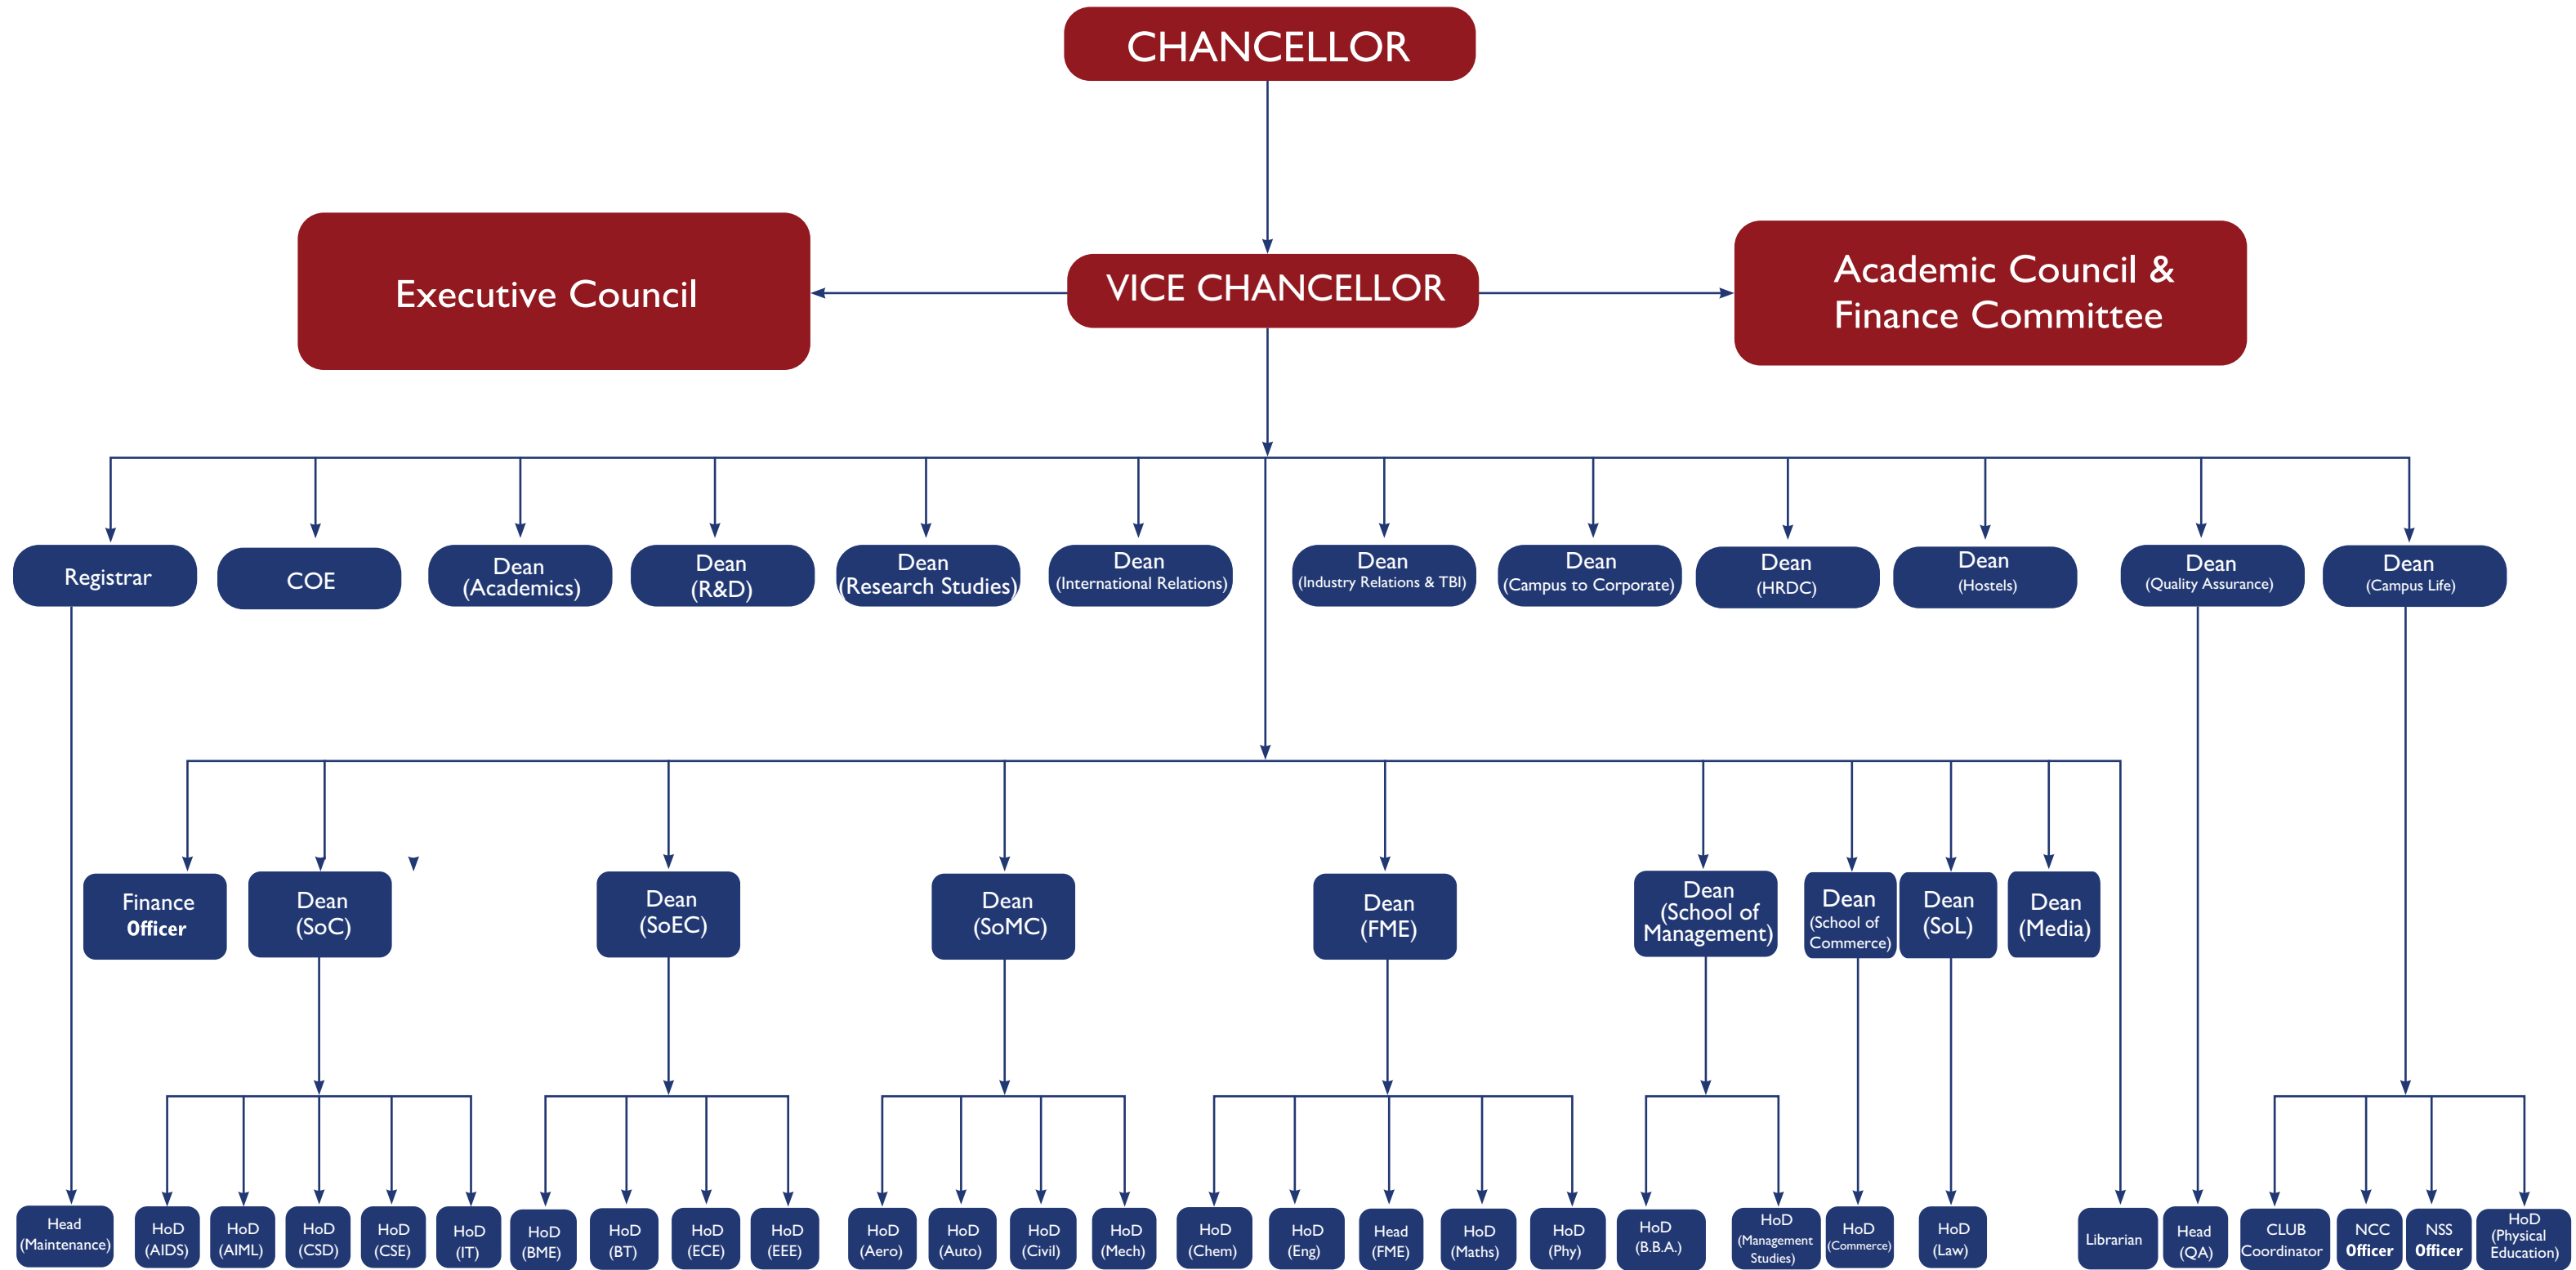 CHANCELLOR
Executive Council
VICE CHANCELLOR
Academic Council &
Finance Committee
Registrar
COE
Dean
(Academics)
Dean
(R&D)
Dean
(Research Studies)
Dean
(International Relations)
Dean
(Industry Relations & TBI)
Dean
(Campus to Corporate)
Dean
(HRDC)
Dean
(Hostels)
Dean
(Quality Assurance)
Dean
(Campus Life)
Finance
Officer
Dean
(SoC)
Dean
(SoEC)
Dean
(SoMC)
Dean
(FME)
Dean
(School of
Management)
Dean
(School of
Commerce)
Dean
(SoL)
Dean
(Media)
Head
(Maintenance)
HoD
(AIDS)
HoD
(AIML)
HoD
(CSD)
HoD
(CSE)
HoD
(IT)
HoD
(BME)
HoD
(BT)
HoD
(ECE)
HoD
(EEE)
HoD
(Aero)
HoD
(Auto)
HoD
(Civil)
HoD
(Mech)
HoD
(Chem)
HoD
(Eng)
Head
(FME)
HoD
(Maths)
HoD
(Phy)
HoD
(B.B.A.)
HoD
(Management
Studies)
HoD
(Commerce)
HoD
(Law)
Librarian
Head
(QA)
CLUB
Coordinator
NCC
Officer
NSS
Officer
HoD
(Physical
Education)